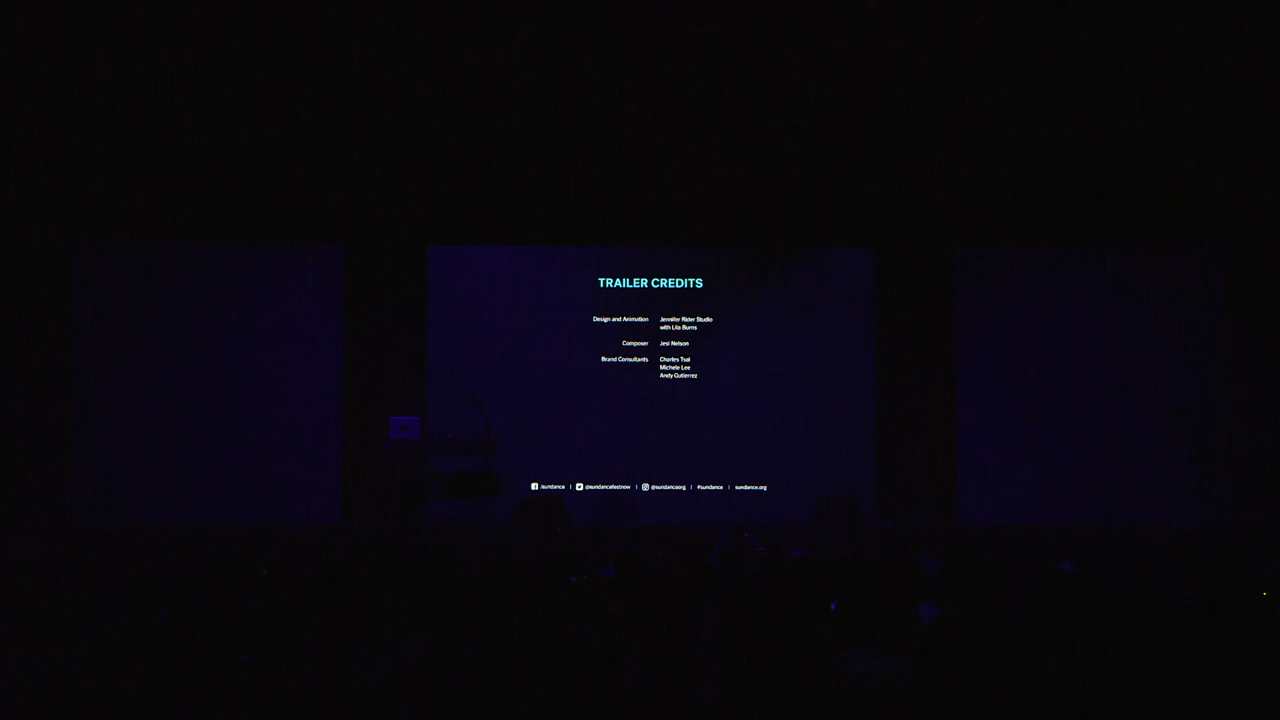 TRAILER CREDITS
Design and Animation Jennifer Rider Studio
with Lila Burns
Composer Jesi Nelson
Brand Consultants Charles Tsai
Michele Lee
Andy Gutierrez
/sundance | @sundancefestnow | @sundanceorg | #sundance | sundance.org